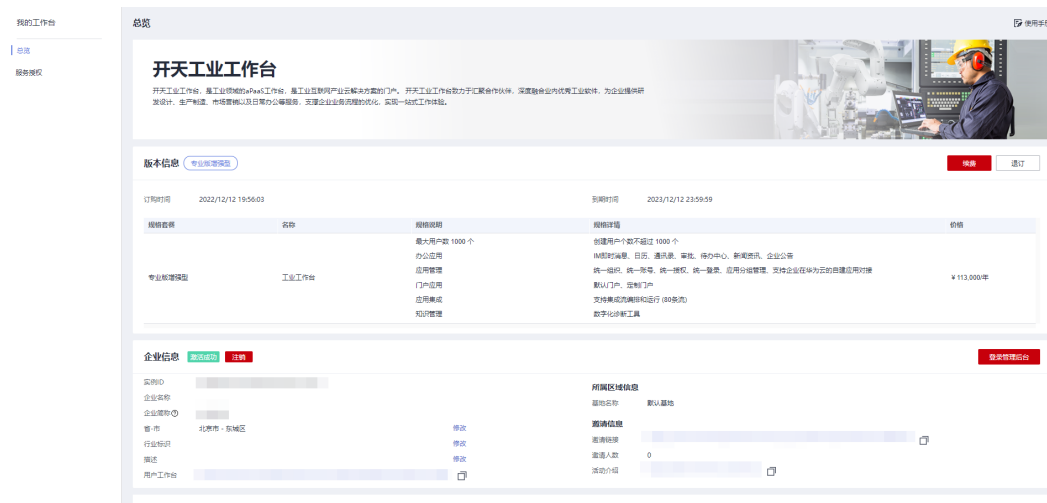 我的工作台
总览
服务授权
总览
使用手册
开天工业工作台
开天工业工作台，是工业领域的aPaaS工作台，是工业互联网产业云解决方案的门户。 开天工业工作台致力于汇聚合作伙伴，深度融合业内优秀工业软件，为企业提供研
发设计、生产制造、市场营销以及日常办公等服务，支撑企业业务流程的优化，实现一站式工作体验。
版本信息 专业版增强型
续费 退订
订购时间 2022/12/12 19:56:03 到期时间 2023/12/12 23:59:59
规格套餐 名称 规格说明 规格详情 价格
最大用户数 1000 个 创建用户个数不超过 1000 个
办公应用 IM即时消息、日历、通讯录、审批、待办中心、新闻资讯、企业公告
应用管理 统一组织、统一账号、统一授权、统一登录、应用分组管理、支持企业在华为云的自建应用对接
专业版增强型 工业工作台 ¥ 113,000/年
门户应用 默认门户、定制门户
应用集成 支持集成流编排和运行 (80条流)
知识管理 数字化诊断工具
企业信息 激活成功 注销
登录管理后台
实例ID
企业名称
企业简称
省-市 北京市 - 东城区 修改
行业标识 修改
描述 修改
用户工作台
所属区域信息
基地名称 默认基地
邀请信息
邀请链接
邀请人数 0
活动介绍